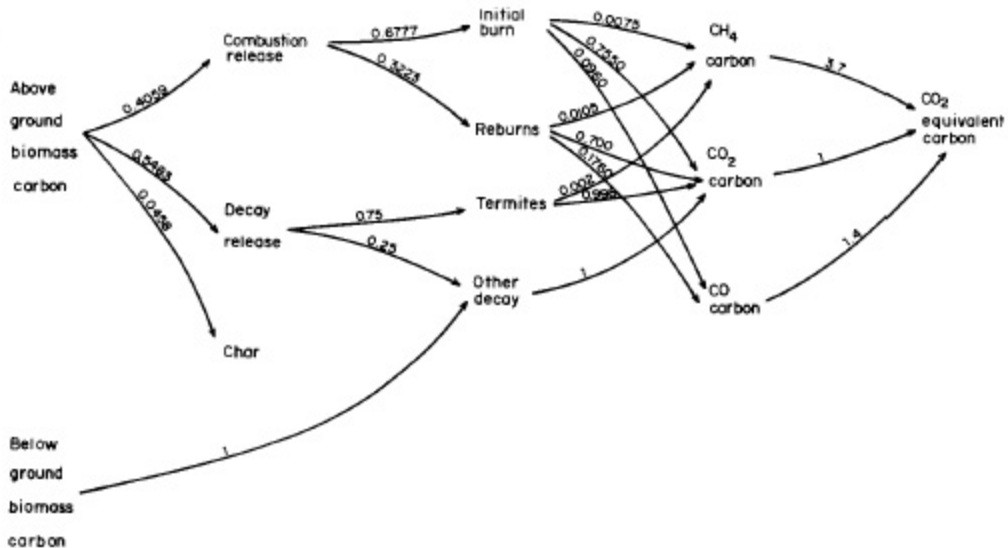 Above
ground
biomass
carbon
0.4059
0.5483
0.0458
Combustion
release
0.6777
0.3223
Decay
release
0.75
0.25
Char
Initial
burn
0.0075
0.7550
0.0960
Reburns
0.0105
0.700
0.1760
Termites
0.002
0.998
Other
decay
1
CH4
carbon
3.7
CO2
carbon
1
CO
carbon
1.4
CO2
equivalent
carbon
Below
ground
biomass
carbon
1